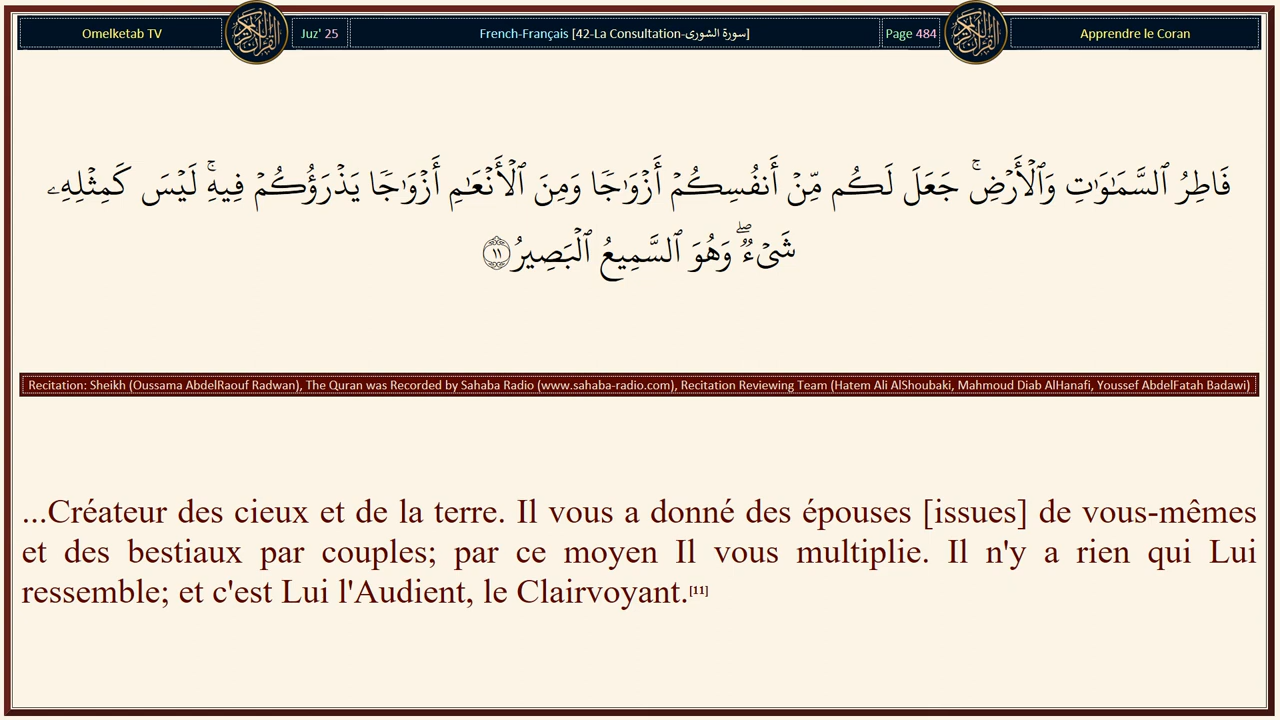 Omelketab TV
Juz' 25
French-Français [42-La Consultation-سورة الشورى]
Page 484
Apprendre le Coran
فَاطِرُ ٱلسَّمَٰوَٰتِ وَٱلۡأَرۡضِۚ جَعَلَ لَكُم مِّنۡ أَنفُسِكُمۡ أَزۡوَٰجٗا وَمِنَ ٱلۡأَنۡعَٰمِ أَزۡوَٰجٗا يَذۡرَؤُكُمۡ فِيهِۚ لَيۡسَ كَمِثۡلِهِۦ
شَيۡءٞۖ وَهُوَ ٱلسَّمِيعُ ٱلۡبَصِيرُ ١١
Recitation: Sheikh (Oussama AbdelRaouf Radwan), The Quran was Recorded by Sahaba Radio (www.sahaba-radio.com), Recitation Reviewing Team (Hatem Ali AlShoubaki, Mahmoud Diab AlHanafi, Youssef AbdelFatah Badawi)
...Créateur des cieux et de la terre. Il vous a donné des épouses [issues] de vous-mêmes
et des bestiaux par couples; par ce moyen Il vous multiplie. Il n'y a rien qui Lui
ressemble; et c'est Lui l'Audient, le Clairvoyant.[11]